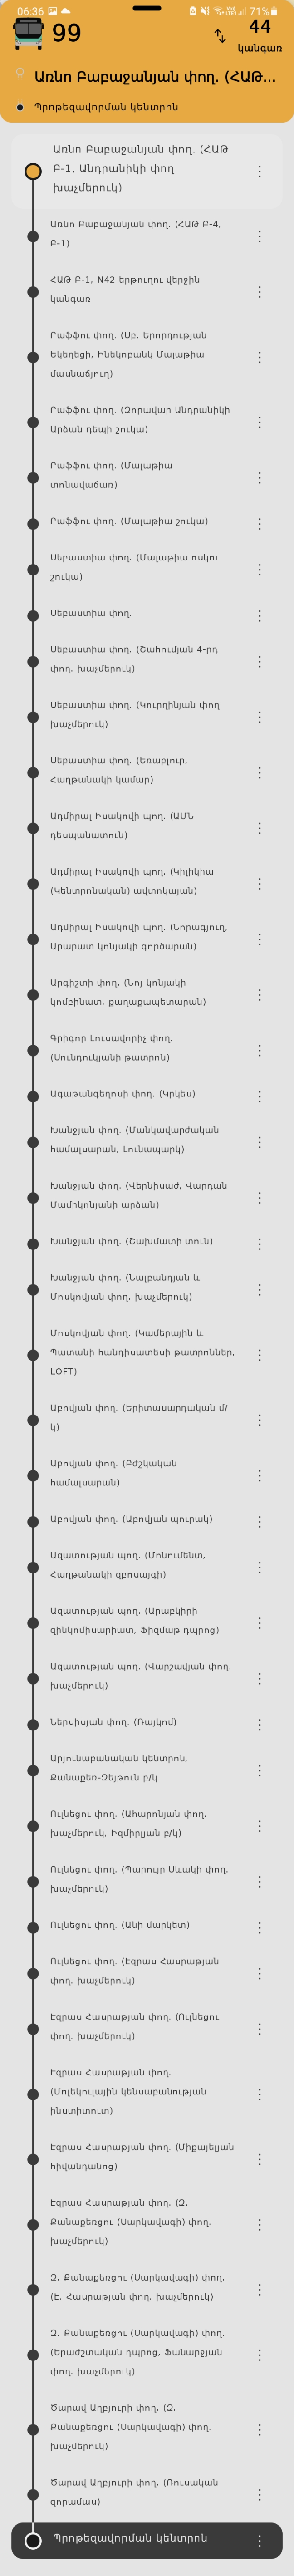 06:36 71%
99
44
կանգառ
Առնո Բաբաջանյան փող. (ՀԱԹ...
Պրոթեզավորման կենտրոն
Առնո Բաբաջանյան փող. (ՀԱԹ
Բ-1, Անդրանիկի փող.
խաչմերուկ)
Առնո Բաբաջանյան փող. (ՀԱԹ Բ-4,
Բ-1)
ՀԱԹ Բ-1, N42 երթուղու վերջին
կանգառ
Րաֆֆու փող. (Սբ. Երրորդության
Եկեղեցի, Ինեկոբանկ Մալաթիա
մասնաճյուղ)
Րաֆֆու փող. (Զորավար Անդրանիկի
Արձան դեպի շուկա)
Րաֆֆու փող. (Մալաթիա
տոնավաճառ)
Րաֆֆու փող. (Մալաթիա շուկա)
Սեբաստիա փող. (Մալաթիա ոսկու
շուկա)
Սեբաստիա փող.
Սեբաստիա փող. (Շահումյան 4-րդ
փող. խաչմերուկ)
Սեբաստիա փող. (Կուրղինյան փող.
խաչմերուկ)
Սեբաստիա փող. (Եռաբլուր,
Հաղթանակի կամար)
Ադմիրալ Իսակովի պող. (ԱՄՆ
դեսպանատուն)
Ադմիրալ Իսակովի պող. (Կիլիկիա
(Կենտրոնական) ավտոկայան)
Ադմիրալ Իսակովի պող. (Նորագյուղ,
Արարատ կոնյակի գործարան)
Արգիշտի փող. (Նոյ կոնյակի
կոմբինատ, քաղաքապետարան)
Գրիգոր Լուսավորիչ փող.
(Սունդուկյանի թատրոն)
Ագաթանգեղոսի փող. (Կրկես)
Խանջյան փող. (Մանկավարժական
համալսարան, Լունապարկ)
Խանջյան փող. (Վերնիսաժ, Վարդան
Մամիկոնյանի արձան)
Խանջյան փող. (Շախմատի տուն)
Խանջյան փող. (Նալբանդյան և
Մոսկովյան փող. խաչմերուկ)
Մոսկովյան փող. (Կամերային և
Պատանի հանդիսատեսի թատրոններ,
LOFT)
Աբովյան փող. (Երիտասարդական մ/
կ)
Աբովյան փող. (Բժշկական
համալսարան)
Աբովյան փող. (Աբովյան պուրակ)
Ազատության պող. (Մոնումենտ,
Հաղթանակի զբոսայգի)
Ազատության պող. (Արաբկիրի
զինկոմիսարիատ, Ֆիզմաթ դպրոց)
Ազատության պող. (Վարշավյան փող.
խաչմերուկ)
Ներսիսյան փող. (Ռայկոմ)
Արյունաբանական կենտրոն,
Քանաքեռ-Զեյթուն բ/կ
Ուլնեցու փող. (Ահարոնյան փող.
խաչմերուկ, Իզմիրլյան բ/կ)
Ուլնեցու փող. (Պարույր Սևակի փող.
խաչմերուկ)
Ուլնեցու փող. (Անի մարկետ)
Ուլնեցու փող. (Էզրաս Հասրաթյան
փող. խաչմերուկ)
Էզրաս Հասրաթյան փող. (Ուլնեցու
փող. խաչմերուկ)
Էզրաս Հասրաթյան փող.
(Մոլեկուլային կենսաբանության
ինստիտուտ)
Էզրաս Հասրաթյան փող. (Միքայելյան
հիվանդանոց)
Էզրաս Հասրաթյան փող. (Զ.
Քանաքեռցու (Սարկավագի) փող.
խաչմերուկ)
Զ. Քանաքեռցու (Սարկավագի) փող.
(Է. Հասրաթյան փող. խաչմերուկ)
Զ. Քանաքեռցու (Սարկավագի) փող.
(Երաժշտական դպրոց, Ֆանարջյան
փող. խաչմերուկ)
Ծարավ Աղբյուրի փող. (Զ.
Քանաքեռցու (Սարկավագի) փող.
խաչմերուկ)
Ծարավ Աղբյուրի փող. (Ռուսական
զորամաս)
Պրոթեզավորման կենտրոն